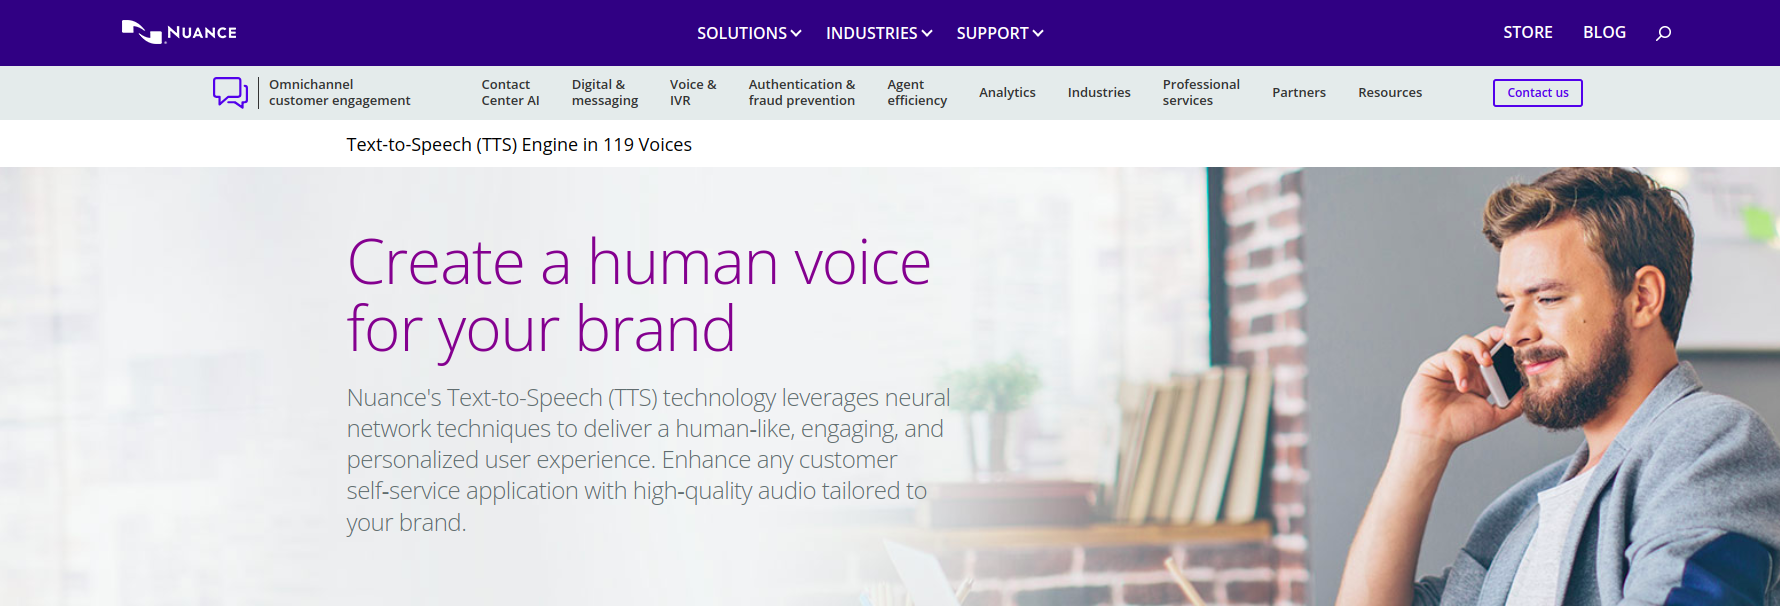 NUANCE
SOLUTIONS
INDUSTRIES
SUPPORT
STORE
BLOG
Omnichannel
customer engagement
Contact
Center AI
Digital &
messaging
Voice &
IVR
Authentication &
fraud prevention
Agent
efficiency
Analytics
Industries
Professional
services
Partners
Resources
Contact us
Text-to-Speech (TTS) Engine in 119 Voices
Create a human voice
for your brand
Nuance's Text-to-Speech (TTS) technology leverages neural
network techniques to deliver a human-like, engaging, and
personalized user experience. Enhance any customer
self-service application with high-quality audio tailored to
your brand.